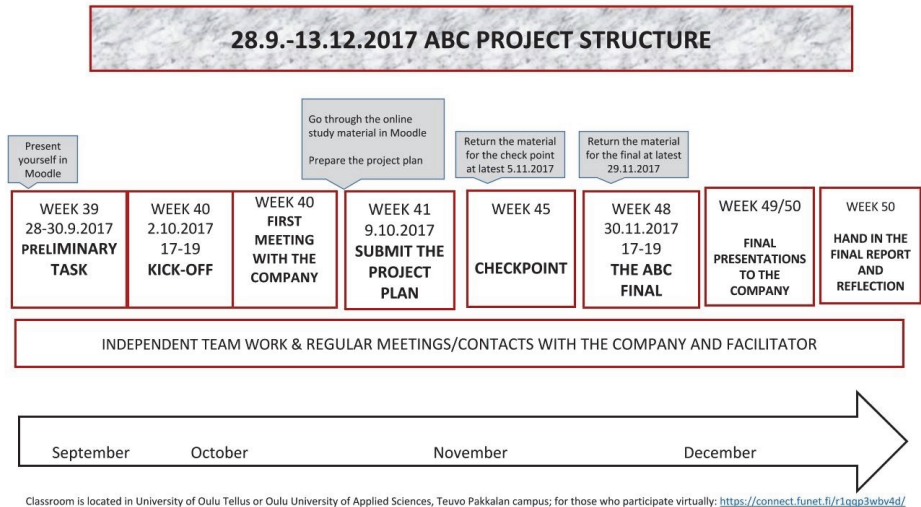 28.9.-13.12.2017 ABC PROJECT STRUCTURE
Present
yourself in
Moodle
Go through the online
study material in Moodle
Prepare the project plan
Return the material
for the check point
at latest 5.11.2017
Return the material
for the final at latest
29.11.2017
WEEK 39
28-30.9.2017
PRELIMINARY
TASK
WEEK 40
2.10.2017
17-19
KICK-OFF
WEEK 40
FIRST
MEETING
WITH THE
COMPANY
WEEK 41
9.10.2017
SUBMIT THE
PROJECT
PLAN
WEEK 45
CHECKPOINT
WEEK 48
30.11.2017
17-19
THE ABC
FINAL
WEEK 49/50
FINAL
PRESENTATIONS
TO THE
COMPANY
WEEK 50
HAND IN THE
FINAL REPORT
AND
REFLECTION
INDEPENDENT TEAM WORK & REGULAR MEETINGS/CONTACTS WITH THE COMPANY AND FACILITATOR
September October November December
Classroom is located in University of Oulu Tellus or Oulu University of Applied Sciences, Teuvo Pakkalan campus; for those who participate virtually: https://connect.funet.fi/r1qqp3wbv4d/